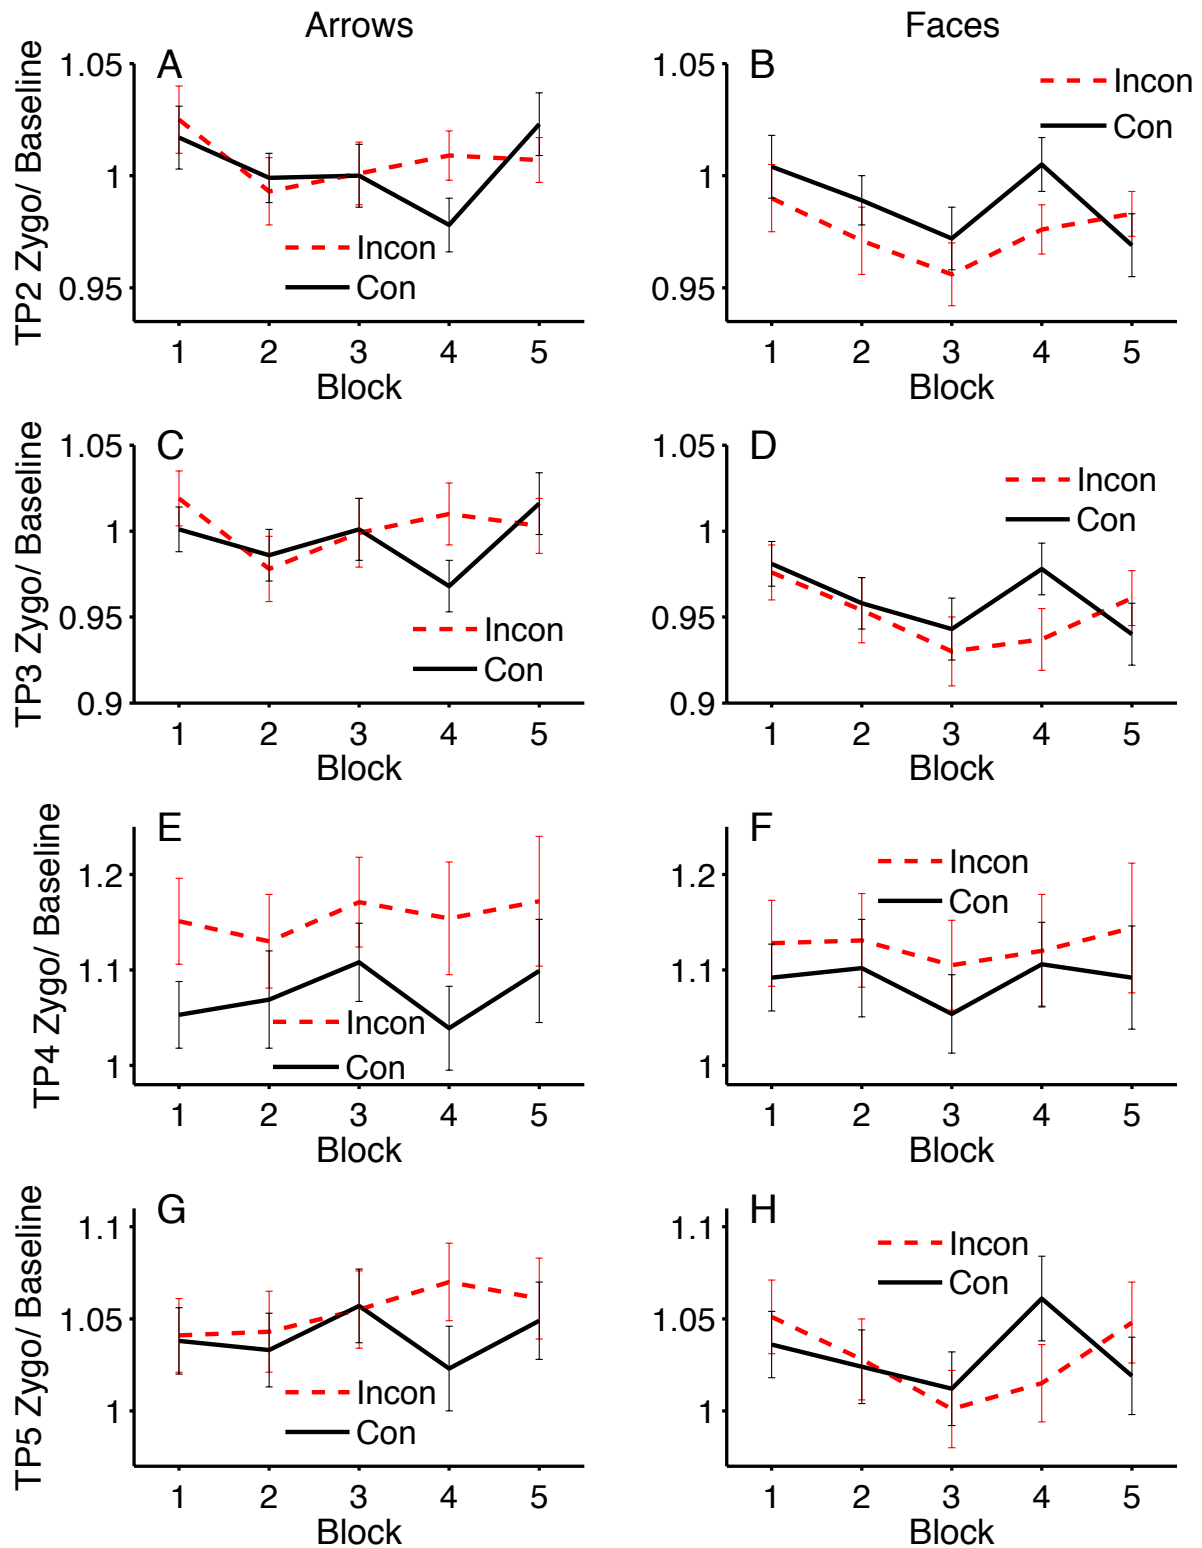 Arrows
Faces
TP2 Zygo/ Baseline
A
1.05
1
0.95
Incon
Con
1 2 3 4 5
Block
B
1.05
1
0.95
Incon
Con
1 2 3 4 5
Block
TP3 Zygo/ Baseline
C
1.05
1
0.95
0.9
Incon
Con
1 2 3 4 5
Block
D
1.05
1
0.95
0.9
Incon
Con
1 2 3 4 5
Block
TP4 Zygo/ Baseline
E
1.2
1.1
1
Incon
Con
1 2 3 4 5
Block
F
1.2
1.1
1
Incon
Con
1 2 3 4 5
Block
TP5 Zygo/ Baseline
G
1.1
1.05
1
Incon
Con
1 2 3 4 5
Block
H
1.1
1.05
1
Incon
Con
1 2 3 4 5
Block